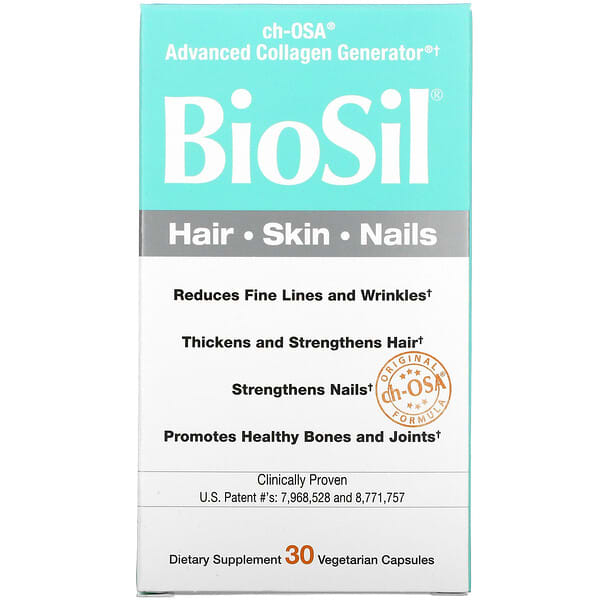 ch-OSA®
Advanced Collagen Generator®†
BioSil®
Hair • Skin • Nails
Reduces Fine Lines and Wrinkles†
Thickens and Strengthens Hair†
Strengthens Nails†
ORIGINAL
ch-OSA®
FORMULA
Promotes Healthy Bones and Joints†
Clinically Proven
U.S. Patent #'s: 7,968,528 and 8,771,757
Dietary Supplement 30 Vegetarian Capsules